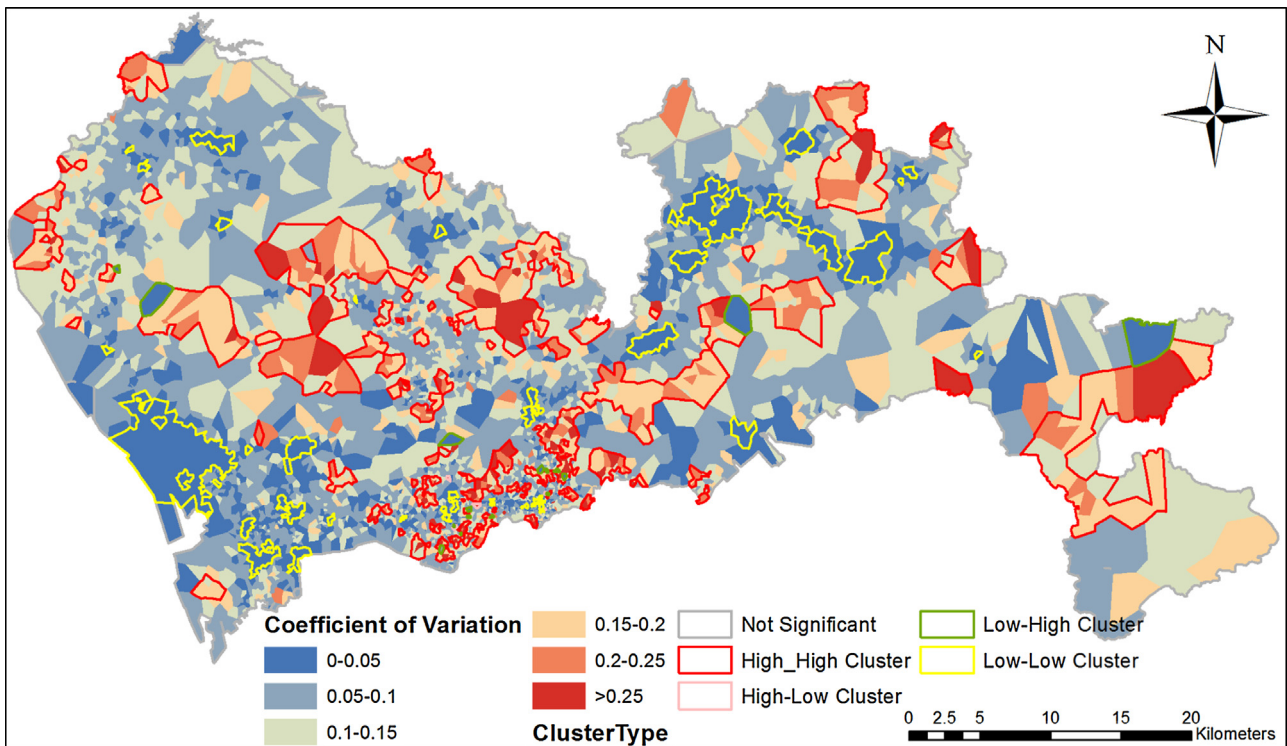 N
Coefficient of Variation
0-0.05
0.05-0.1
0.1-0.15
0.15-0.2
0.2-0.25
>0.25
ClusterType
Not Significant
High_High Cluster
High-Low Cluster
Low-High Cluster
Low-Low Cluster
0 2.5 5 10 15 20
Kilometers